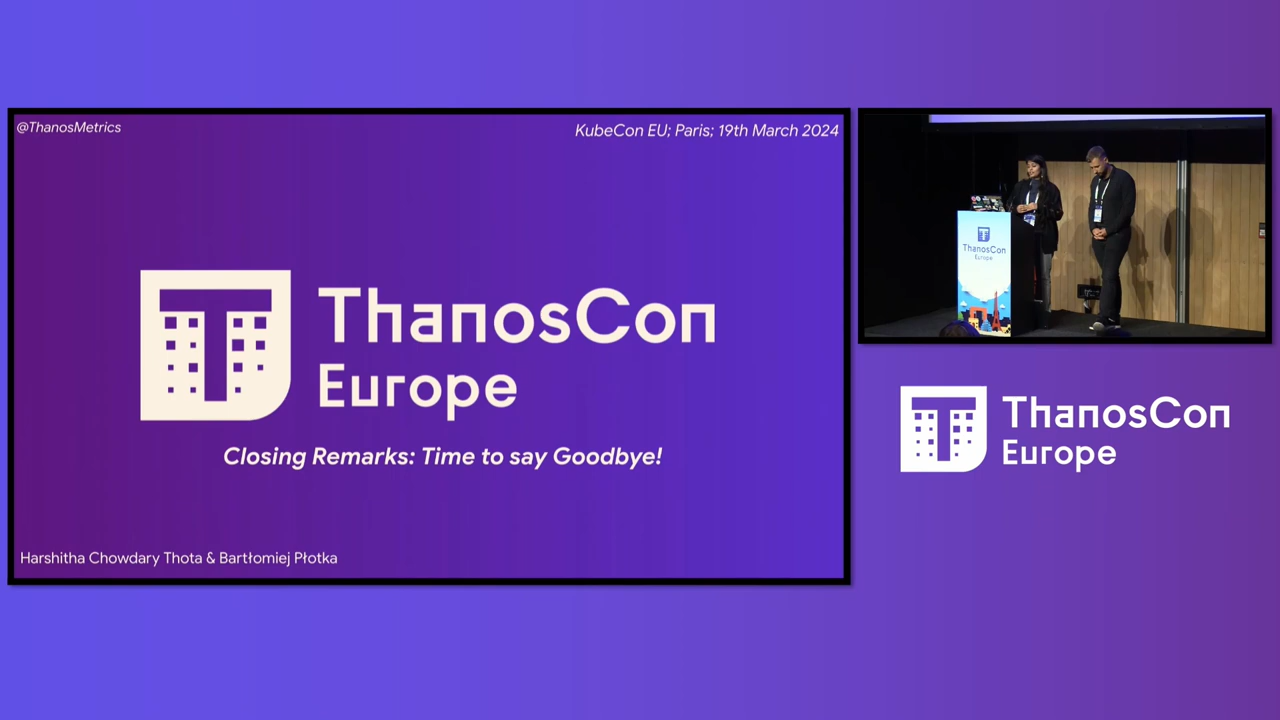 @ThanosMetrics
KubeCon EU; Paris; 19th March 2024
ThanosCon
Europe
Closing Remarks: Time to say Goodbye!
Harshitha Chowdary Thota & Bartłomiej Płotka
ThanosCon
Europe
ThanosCon
Europe